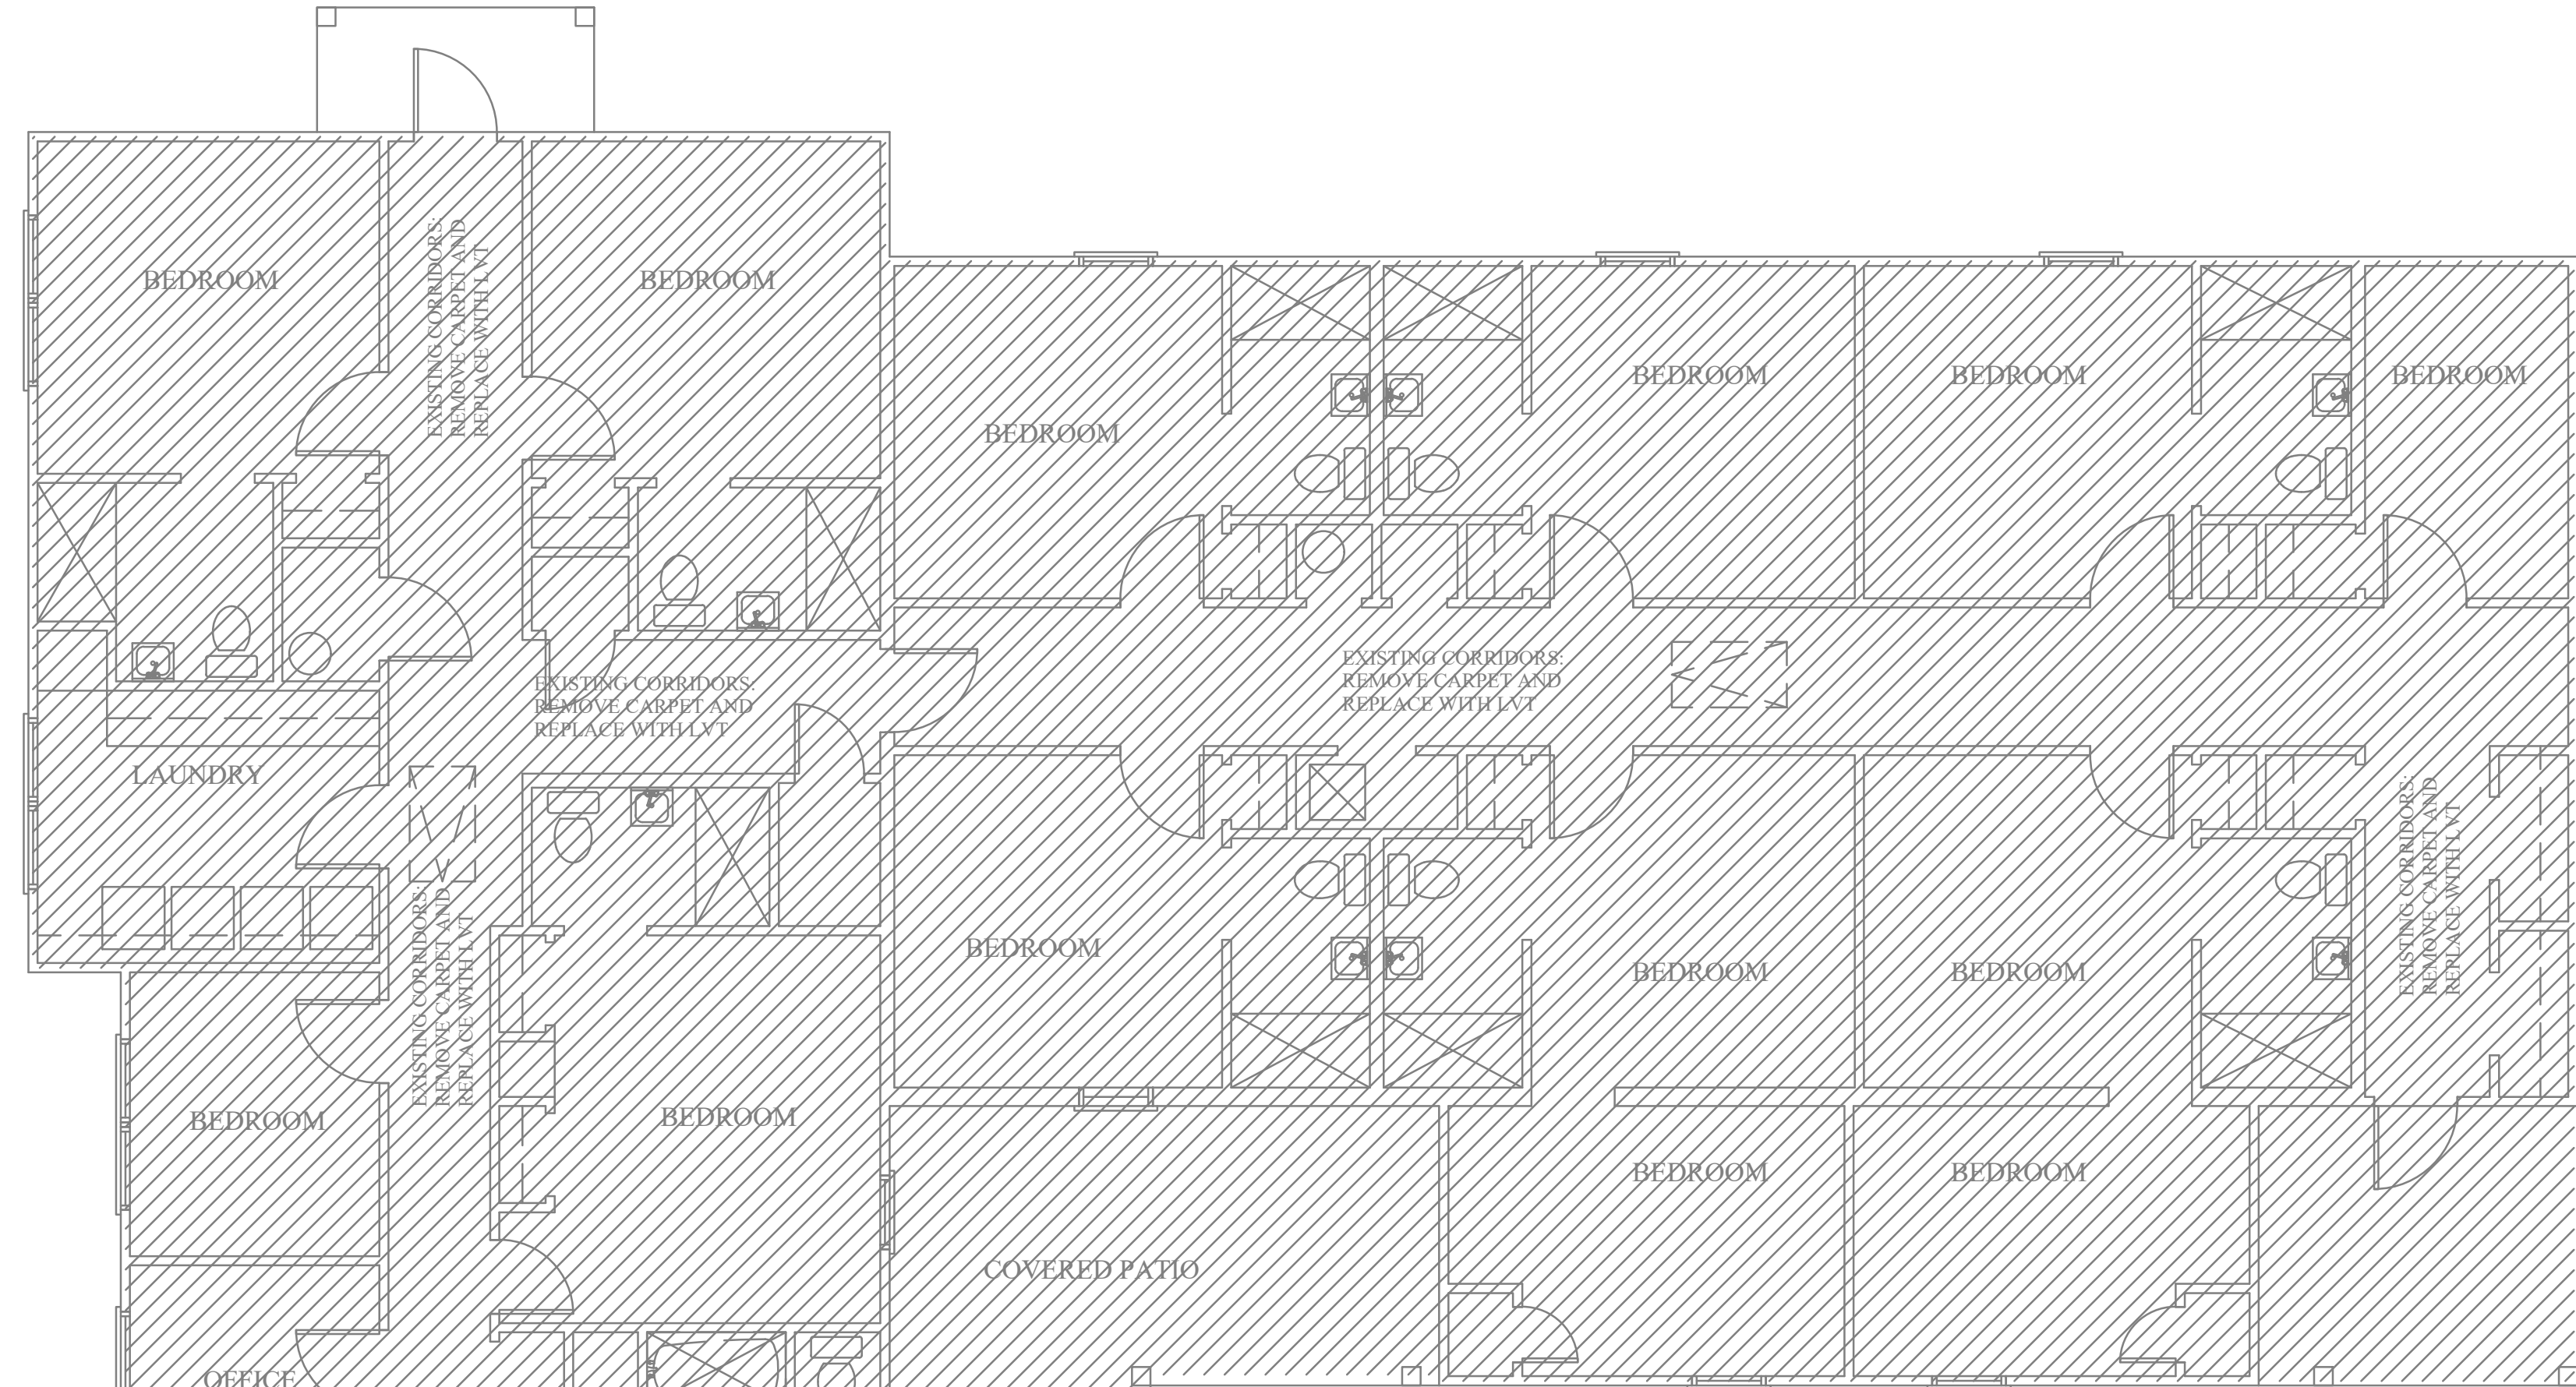 BEDROOM
EXISTING CORRIDORS:
REMOVE CARPET AND
REPLACE WITH LVT
BEDROOM
BEDROOM
BEDROOM
BEDROOM
BEDROOM
EXISTING CORRIDORS:
REMOVE CARPET AND
REPLACE WITH LVT
EXISTING CORRIDORS:
REMOVE CARPET AND
REPLACE WITH LVT
LAUNDRY
EXISTING CORRIDORS:
REMOVE CARPET AND
REPLACE WITH LVT
EXISTING CORRIDORS:
REMOVE CARPET AND
REPLACE WITH LVT
BEDROOM
BEDROOM
BEDROOM
BEDROOM
BEDROOM
BEDROOM
BEDROOM
COVERED PATIO
OFFICE